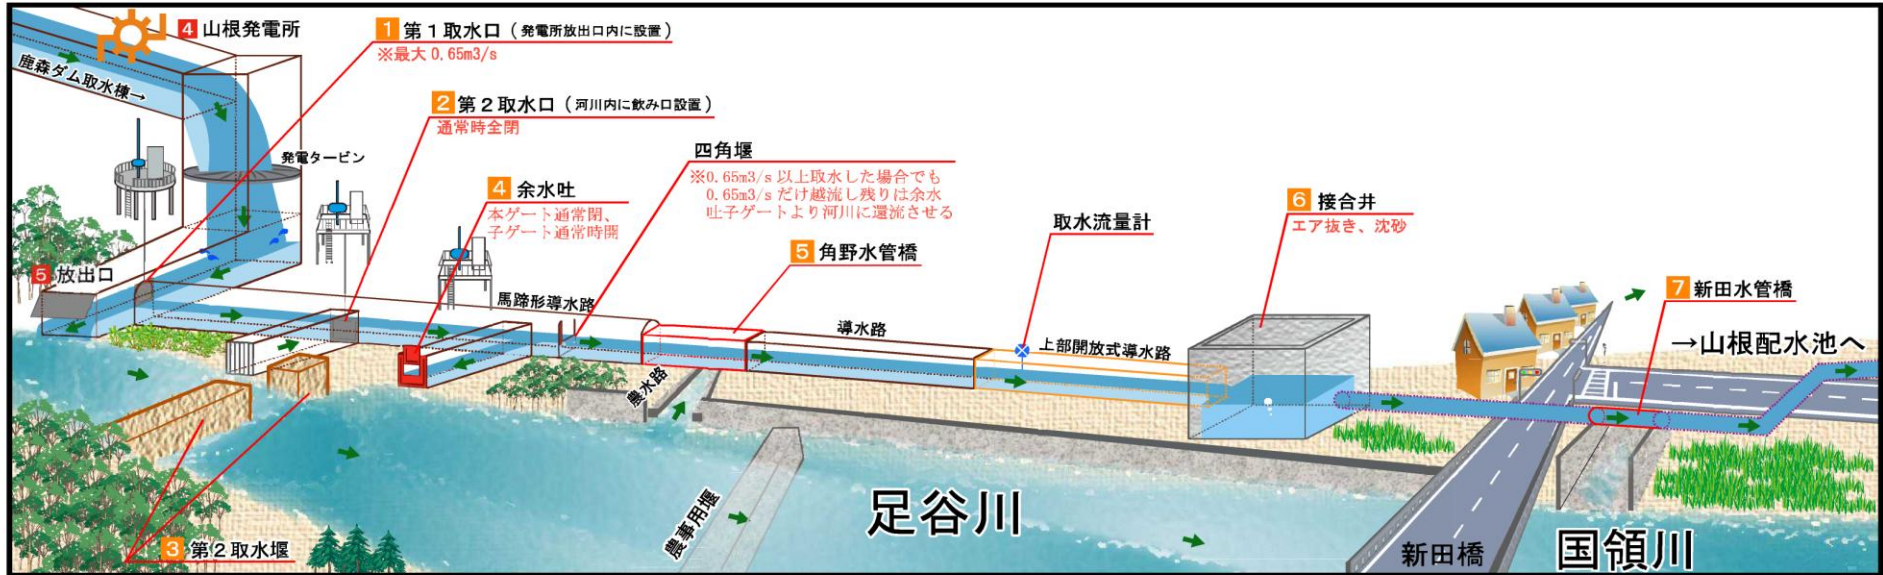 4 山根発電所
鹿森ダム取水棟→
1 第1取水口(発電所放出口内に設置)
※最大 0.65m3/s
2 第2取水口(河川内に飲み口設置)
通常時全閉
発電タービン
四角堰
※0.65m3/s 以上取水した場合でも
0.65m3/s だけ越流し残りは余水
吐子ゲートより河川に還流させる
4 余水吐
本ゲート通常閉、
子ゲート通常時開
6 接合井
エア抜き、沈砂
取水流量計
5 角野水管橋
5 放出口
7 新田水管橋
馬蹄形導水路
導水路
上部開放式導水路
→山根配水池へ
農水路
足谷川
農事用堰
3 第2取水堰
新田橋
国領川